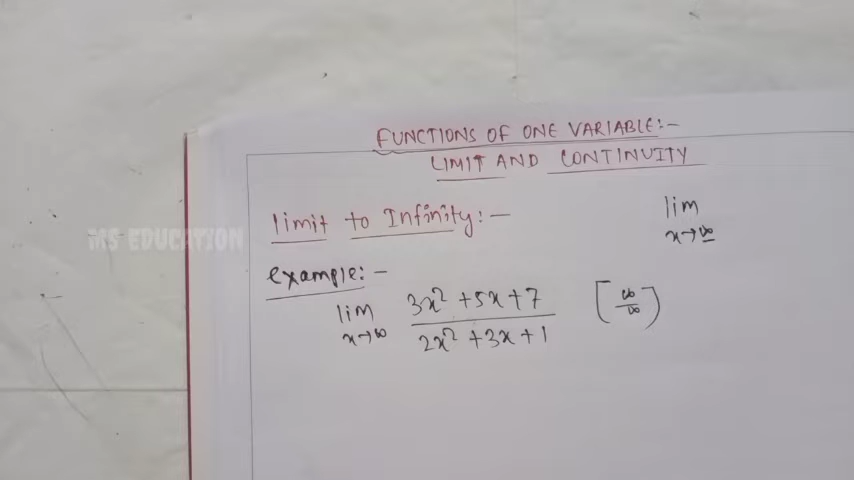 FUNCTIONS OF ONE VARIABLE:-
LIMIT AND CONTINUITY
limit to Infinity:-
lim
x→∞
MS EDUCATION
example:-
lim 3x² + 5x + 7 [∞/∞]
x→∞ 2x² + 3x + 1